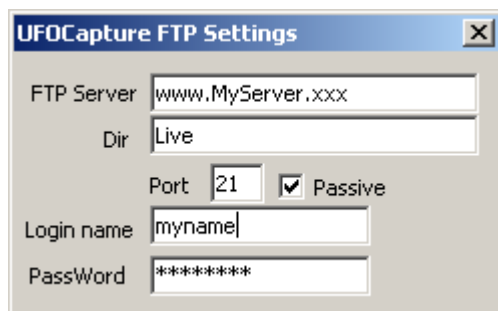 UFOCapture FTP Settings
FTP Server www.MyServer.xxx
Dir Live
Port 21 Passive
Login name myname
PassWord ********